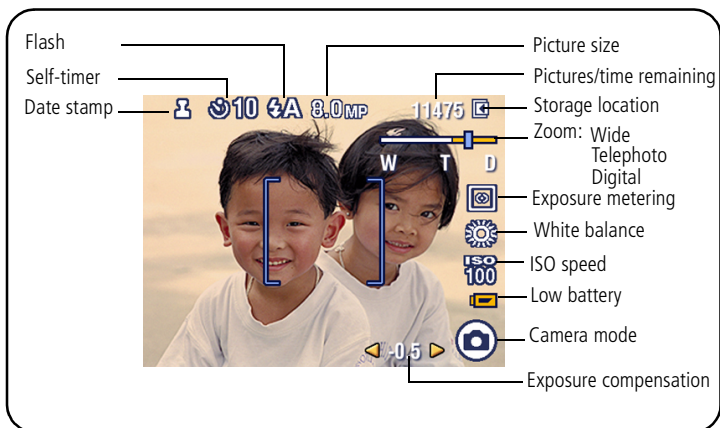 Flash
Self-timer
Date stamp
Picture size
Pictures/time remaining
Storage location
Zoom: Wide
Telephoto
Digital
Exposure metering
White balance
ISO speed
Low battery
Camera mode
Exposure compensation
10 A 8.0MP 11475
W T D
ISO
100
-0.5